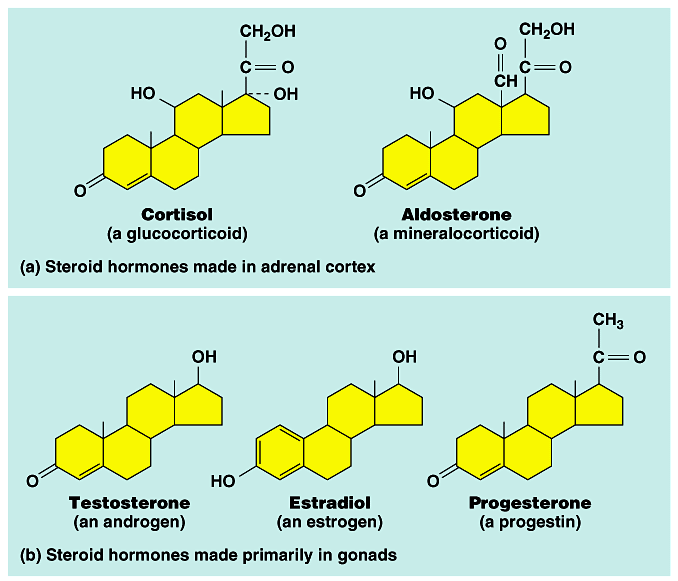 CH₂OH
C=O
HO
---OH
O
Cortisol
(a glucocorticoid)
CH₂OH
O
CH
C=O
HO
O
Aldosterone
(a mineralocorticoid)
(a) Steroid hormones made in adrenal cortex
OH
O
Testosterone
(an androgen)
OH
HO
Estradiol
(an estrogen)
CH₃
C=O
O
Progesterone
(a progestin)
(b) Steroid hormones made primarily in gonads